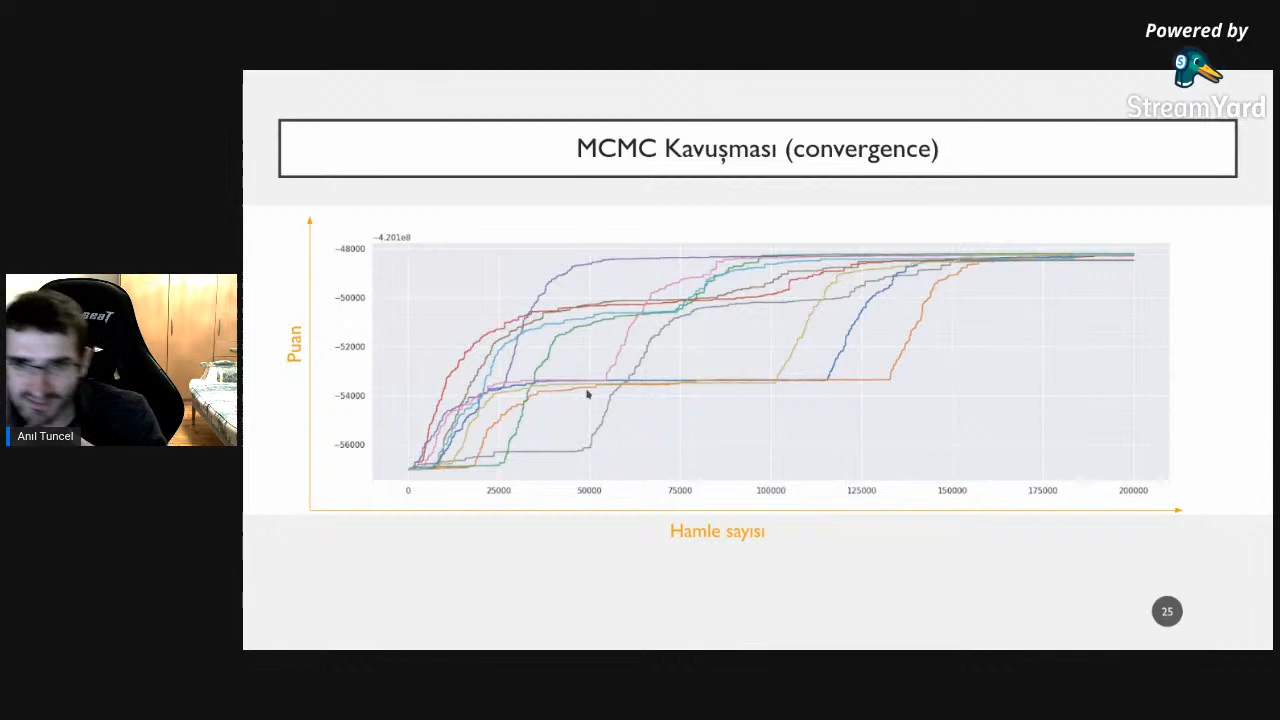 Powered by
StreamYard
MCMC Kavuşması (convergence)
−4.201e8
−48000
−50000
−52000
−54000
−56000
Puan
0 25000 50000 75000 100000 125000 150000 175000 200000
Hamle sayısı
25
Anıl Tuncel